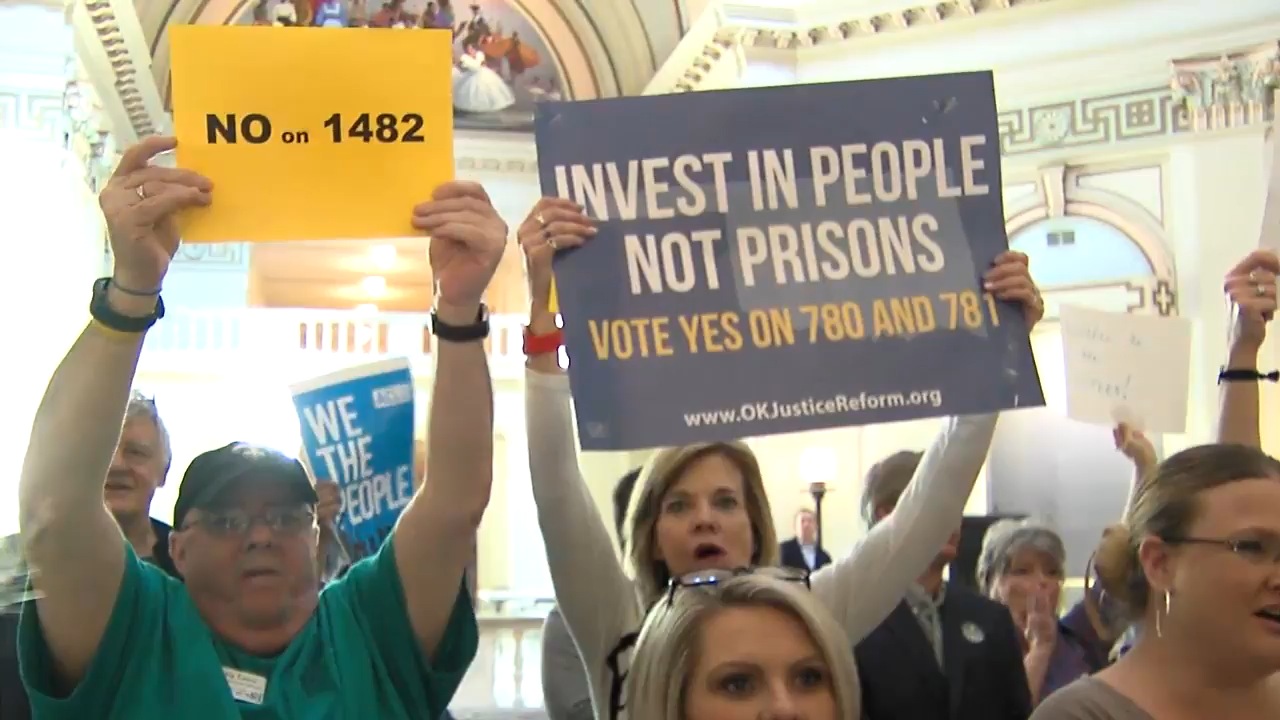 NO on 1482
INVEST IN PEOPLE
NOT PRISONS
VOTE YES ON 780 AND 781
www.OKJusticeReform.org
WE
THE
PEOPLE